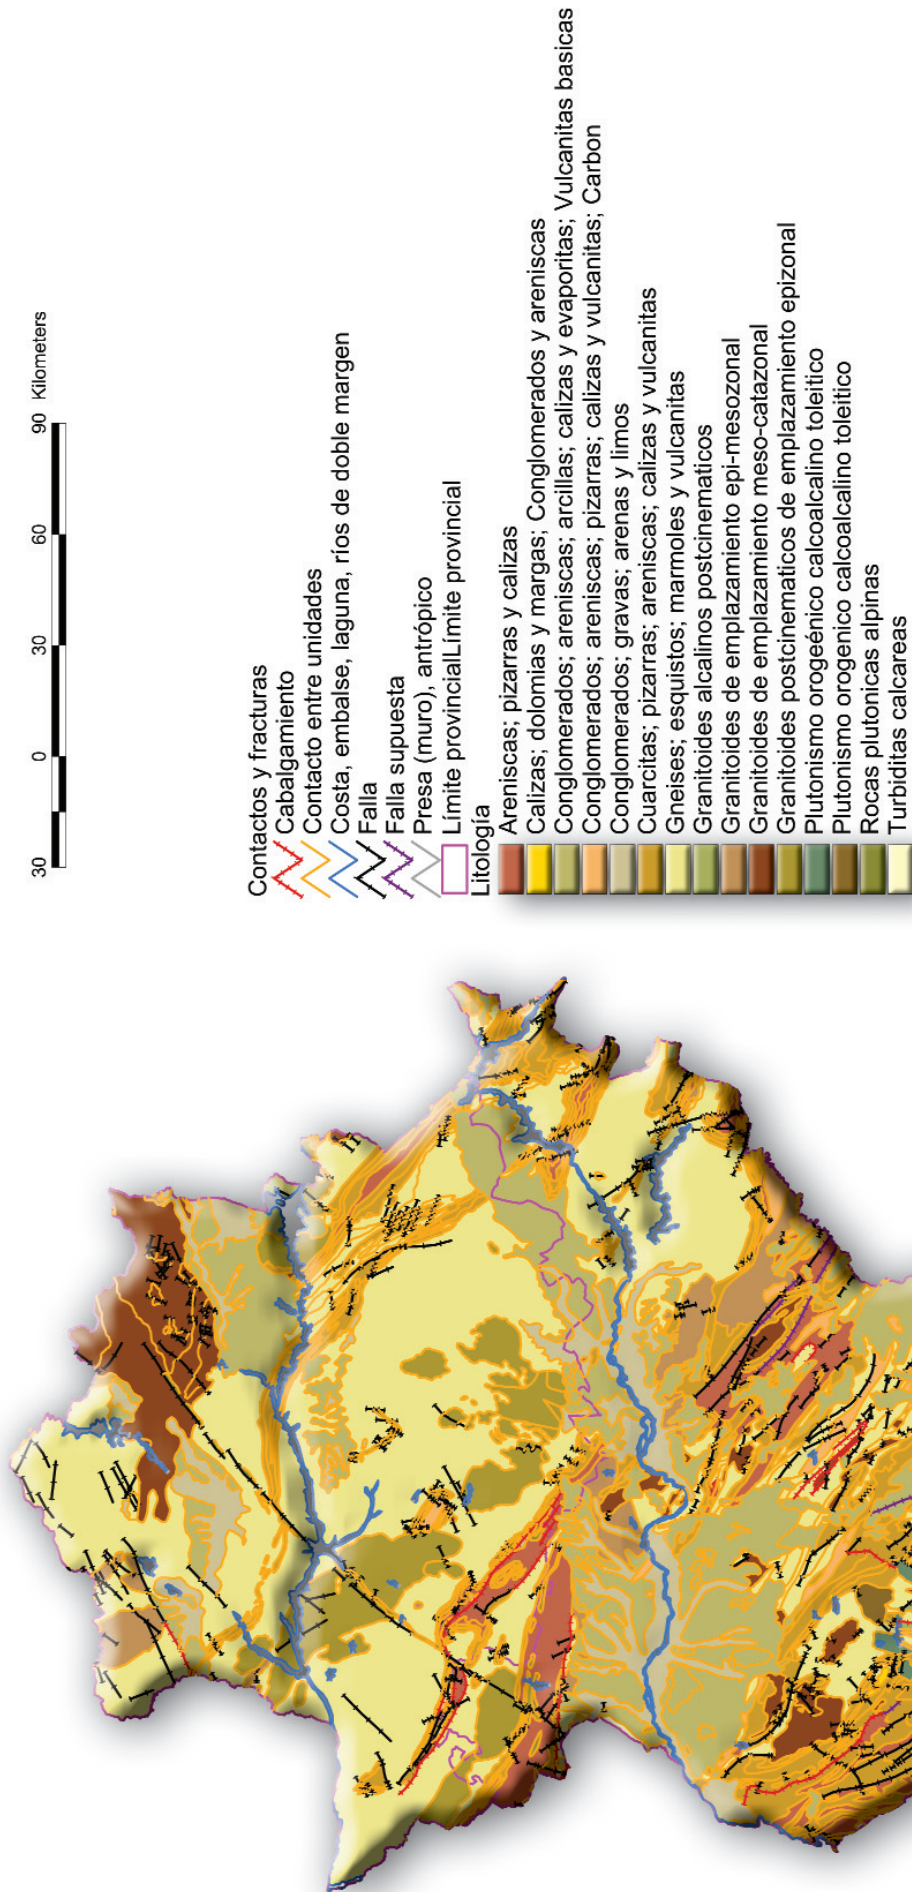 30 0 30 60 90 Kilometers
Contactos y fracturas
Cabalgamiento
Contacto entre unidades
Costa, embalse, laguna, ríos de doble margen
Falla
Falla supuesta
Presa (muro), antrópico
Límite provincialLímite provincial
Litología
Areniscas; pizarras y calizas
Calizas; dolomias y margas; Conglomerados y areniscas
Conglomerados; areniscas; arcillas; calizas y evaporitas; Vulcanitas basicas
Conglomerados; areniscas; pizarras; calizas y vulcanitas; Carbon
Conglomerados; gravas; arenas y limos
Cuarcitas; pizarras; areniscas; calizas y vulcanitas
Gneises; esquistos; marmoles y vulcanitas
Granitoides alcalinos postcinematicos
Granitoides de emplazamiento epi-mesozonal
Granitoides de emplazamiento meso-catazonal
Granitoides postcinematicos de emplazamiento epizonal
Plutonismo orogeénico calcoalcalino toleitico
Plutonismo orogenico calcoalcalino toleitico
Rocas plutonicas alpinas
Turbiditas calcareas